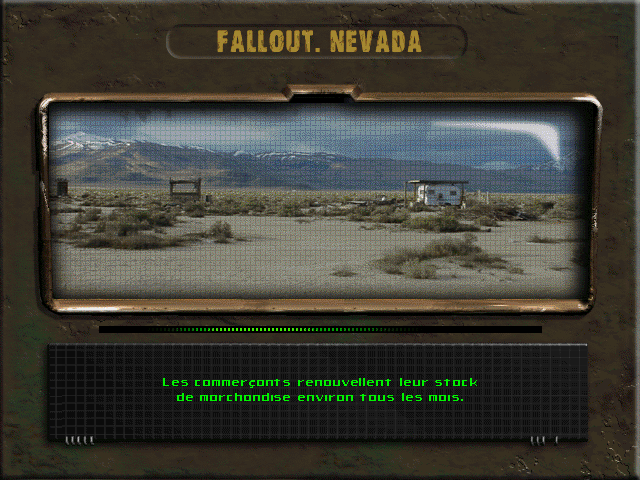 FALLOUT. NEVADA
Les commerçants renouvellent leur stock
de marchandise environ tous les mois.